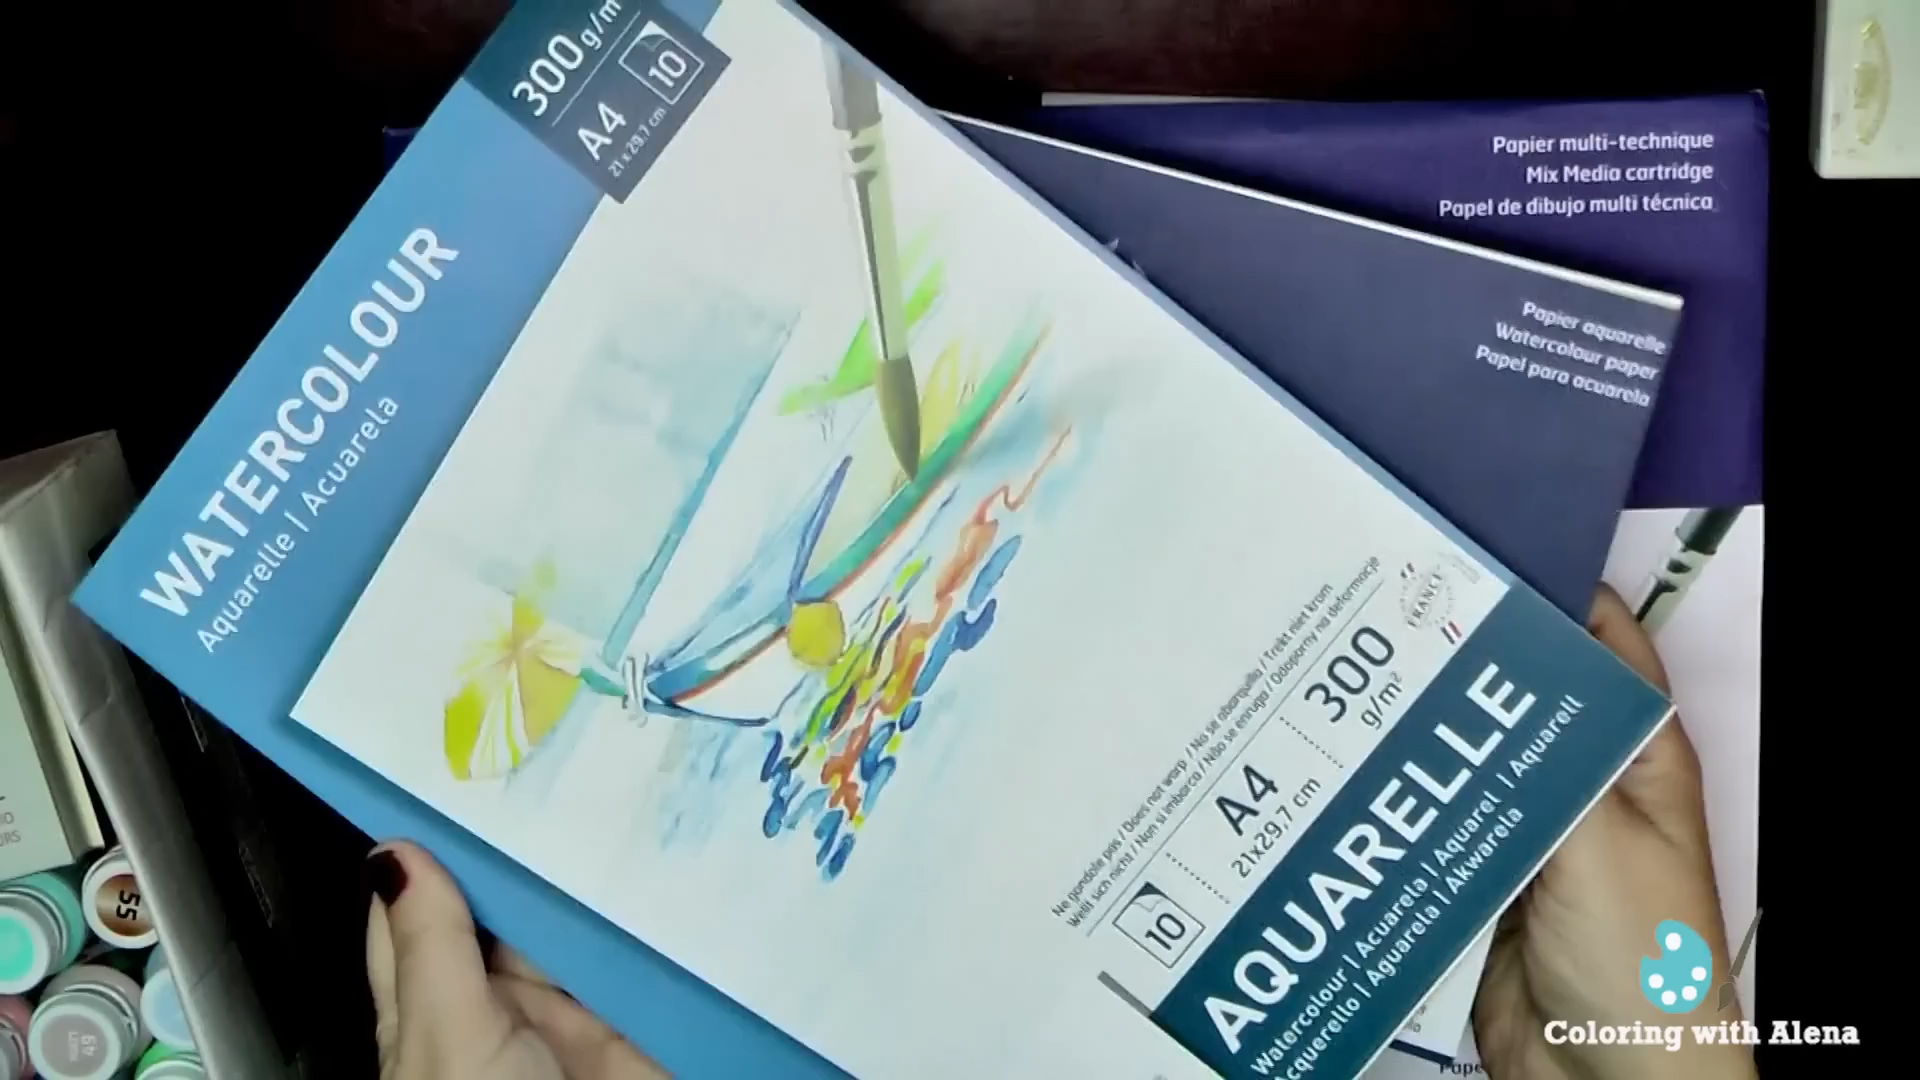 300 g/m
A4
21 x 29.7 cm
10
WATERCOLOUR
Aquarelle | Acuarela
Papier multi-technique
Mix Media cartridge
Papel de dibujo multi técnica
Papier aquarelle
Watercolour paper
Papel para acuarela
FRANCE
Ne gondole pas / Does not warp / No se abarquilla / Trekt niet krom
Wellt sich nicht / Non si imbarca / Não se enruga / Odporny na deformacje
10
A4
21x29,7 cm
300
g/m²
AQUARELLE
Watercolour | Acuarela | Aquarel | Aquarell
Acquerello | Aguarela | Akwarela
55
49
Coloring with Alena